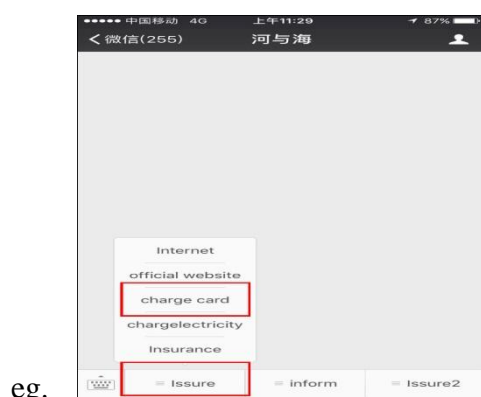 中国移动 4G 上午11:29 87%
微信(255) 河与海
Internet
official website
charge card
chargelectricity
Insurance
eg. Issure inform Issure2